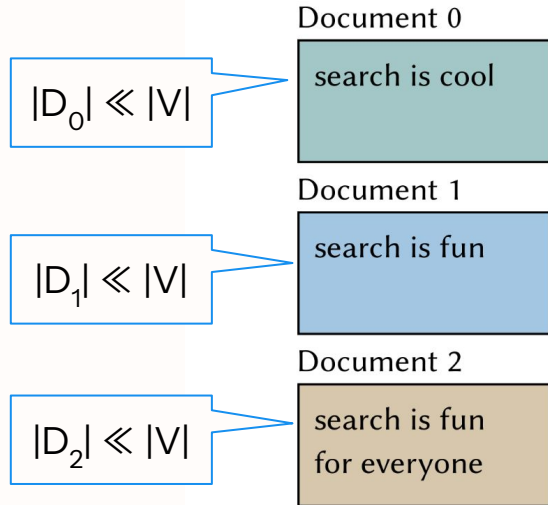 Document 0
|D₀| ≪ |V|
search is cool
Document 1
|D₁| ≪ |V|
search is fun
Document 2
|D₂| ≪ |V|
search is fun
for everyone